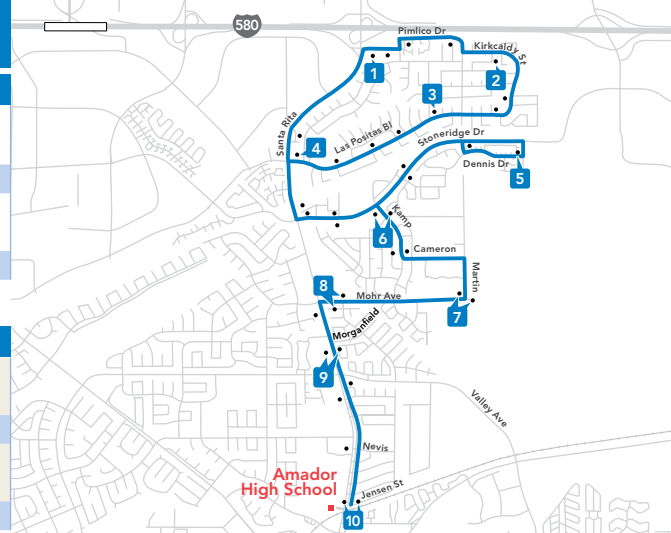 580
Pimlico Dr
Kirkcaldy St
1
2
3
Santa Rita
4
Las Positas Bl
Stoneridge Dr
Dennis Dr
5
Kamp
6
Cameron
Martin
8
Mohr Ave
7
Morganfield
9
Valley Ave
Nevis
Amador
High School
Jensen St
10